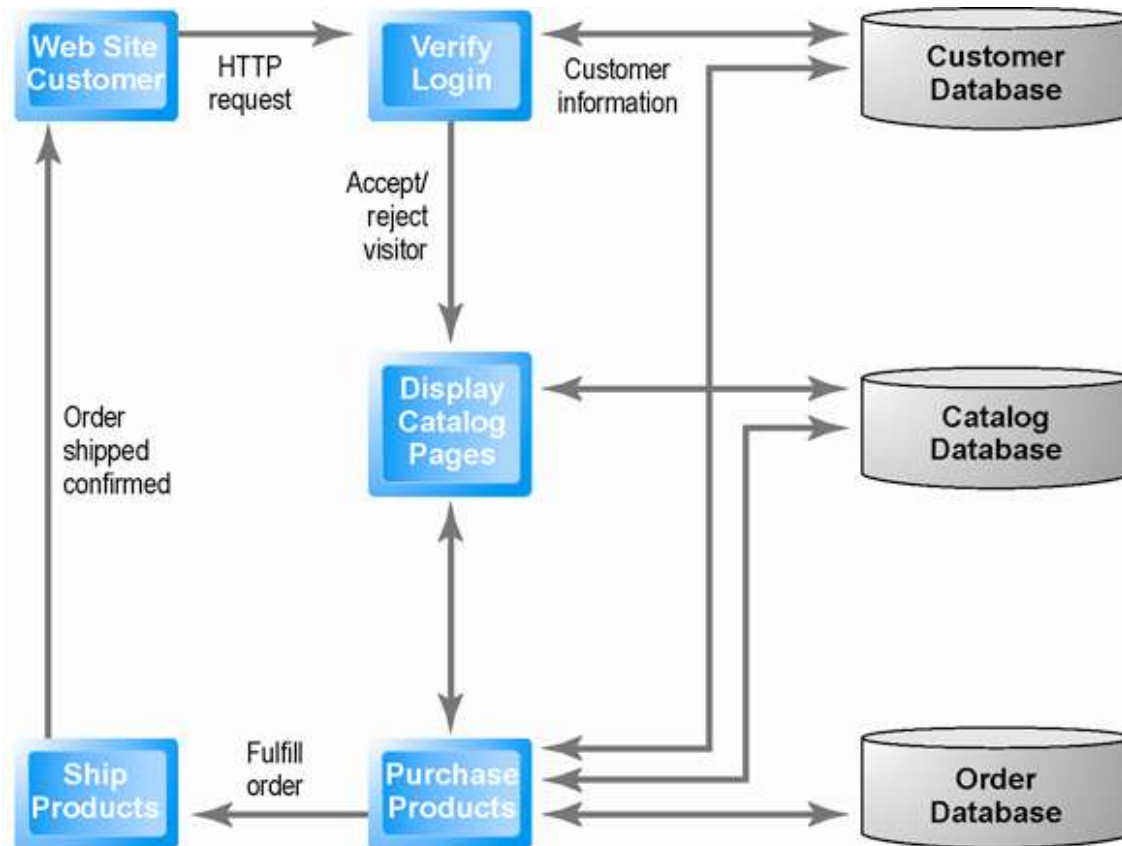 Web Site
Customer
HTTP
request
Verify
Login
Customer
information
Customer
Database
Accept/
reject
visitor
Display
Catalog
Pages
Catalog
Database
Order
shipped
confirmed
Ship
Products
Fulfill
order
Purchase
Products
Order
Database